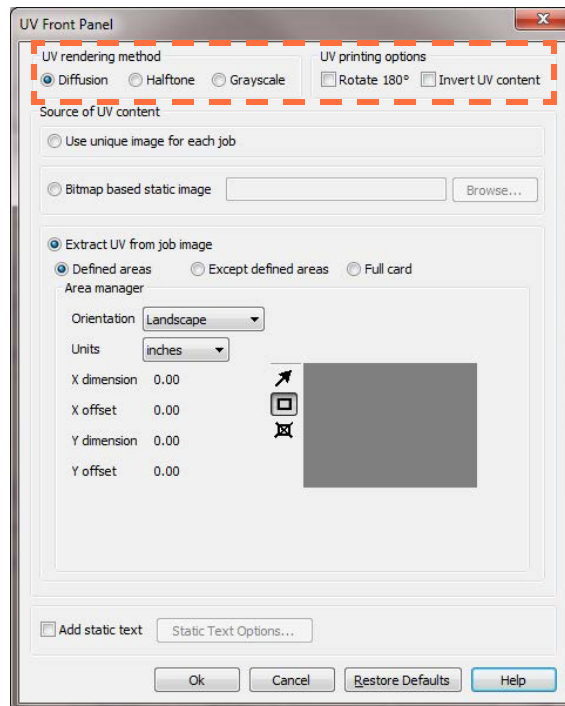 UV Front Panel
UV rendering method
UV printing options
Diffusion Halftone Grayscale
Rotate 180° Invert UV content
Source of UV content
Use unique image for each job
Bitmap based static image Browse...
Extract UV from job image
Defined areas Except defined areas Full card
Area manager
Orientation Landscape
Units inches
X dimension 0.00
X offset 0.00
Y dimension 0.00
Y offset 0.00
Add static text Static Text Options...
Ok Cancel Restore Defaults Help